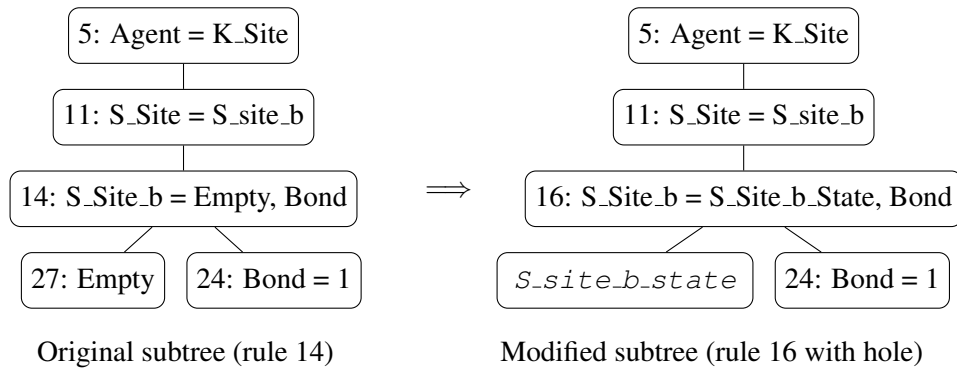 5: Agent = K_Site 5: Agent = K_Site
11: S_Site = S_site_b 11: S_Site = S_site_b
14: S_Site_b = Empty, Bond ⟹ 16: S_Site_b = S_Site_b_State, Bond
27: Empty 24: Bond = 1 S_site_b_state 24: Bond = 1
Original subtree (rule 14) Modified subtree (rule 16 with hole)